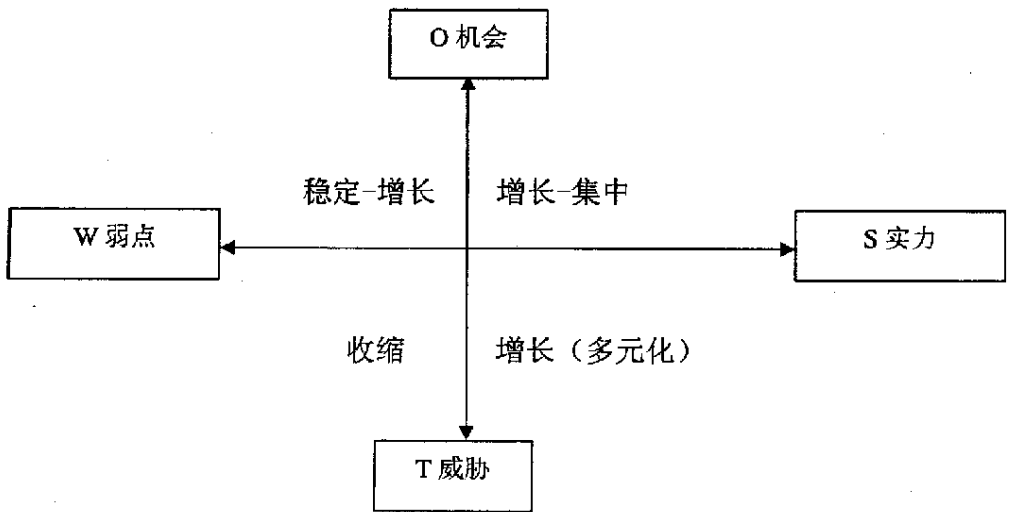 O 机会
稳定-增长
增长-集中
W 弱点
S 实力
收缩
增长（多元化）
T 威胁